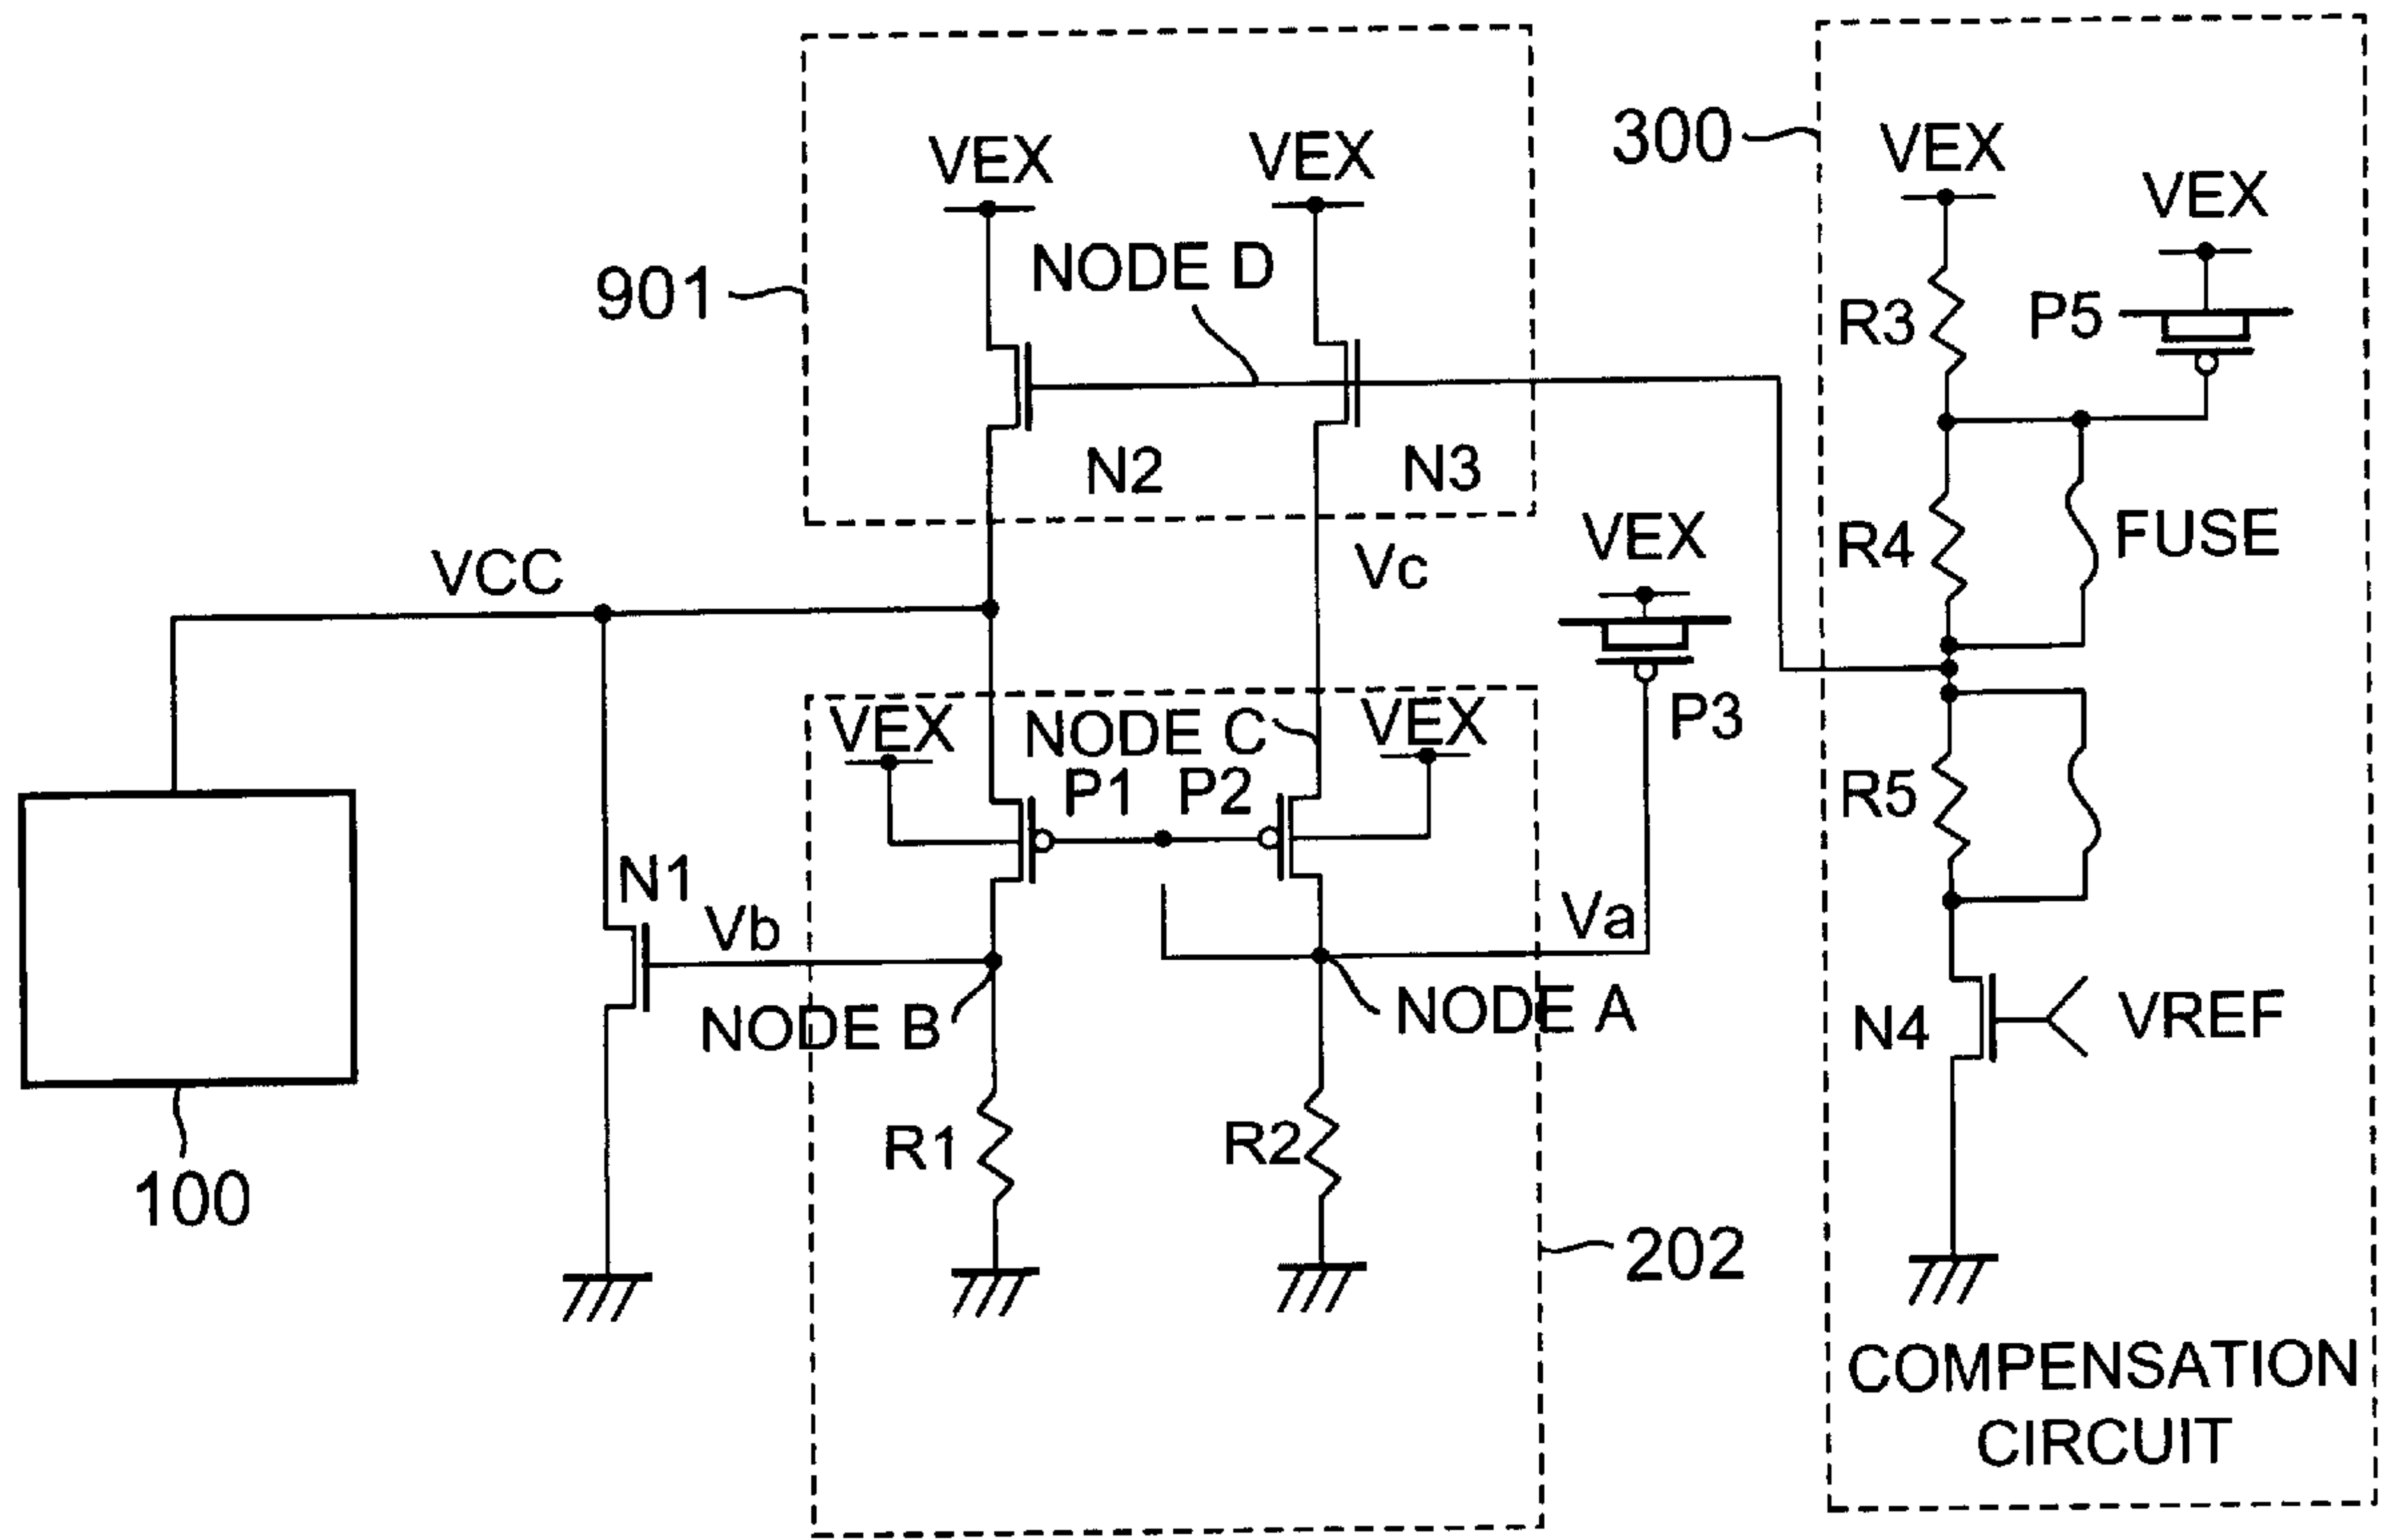 VEX
VEX
300
VEX
VEX
901
NODE D
R3
P5
N2
N3
VCC
Vc
VEX
R4
FUSE
VEX
NODE C
VEX
P3
P1
P2
R5
N1
Vb
Va
NODE B
NODE A
N4
VREF
R1
R2
100
202
COMPENSATION
CIRCUIT